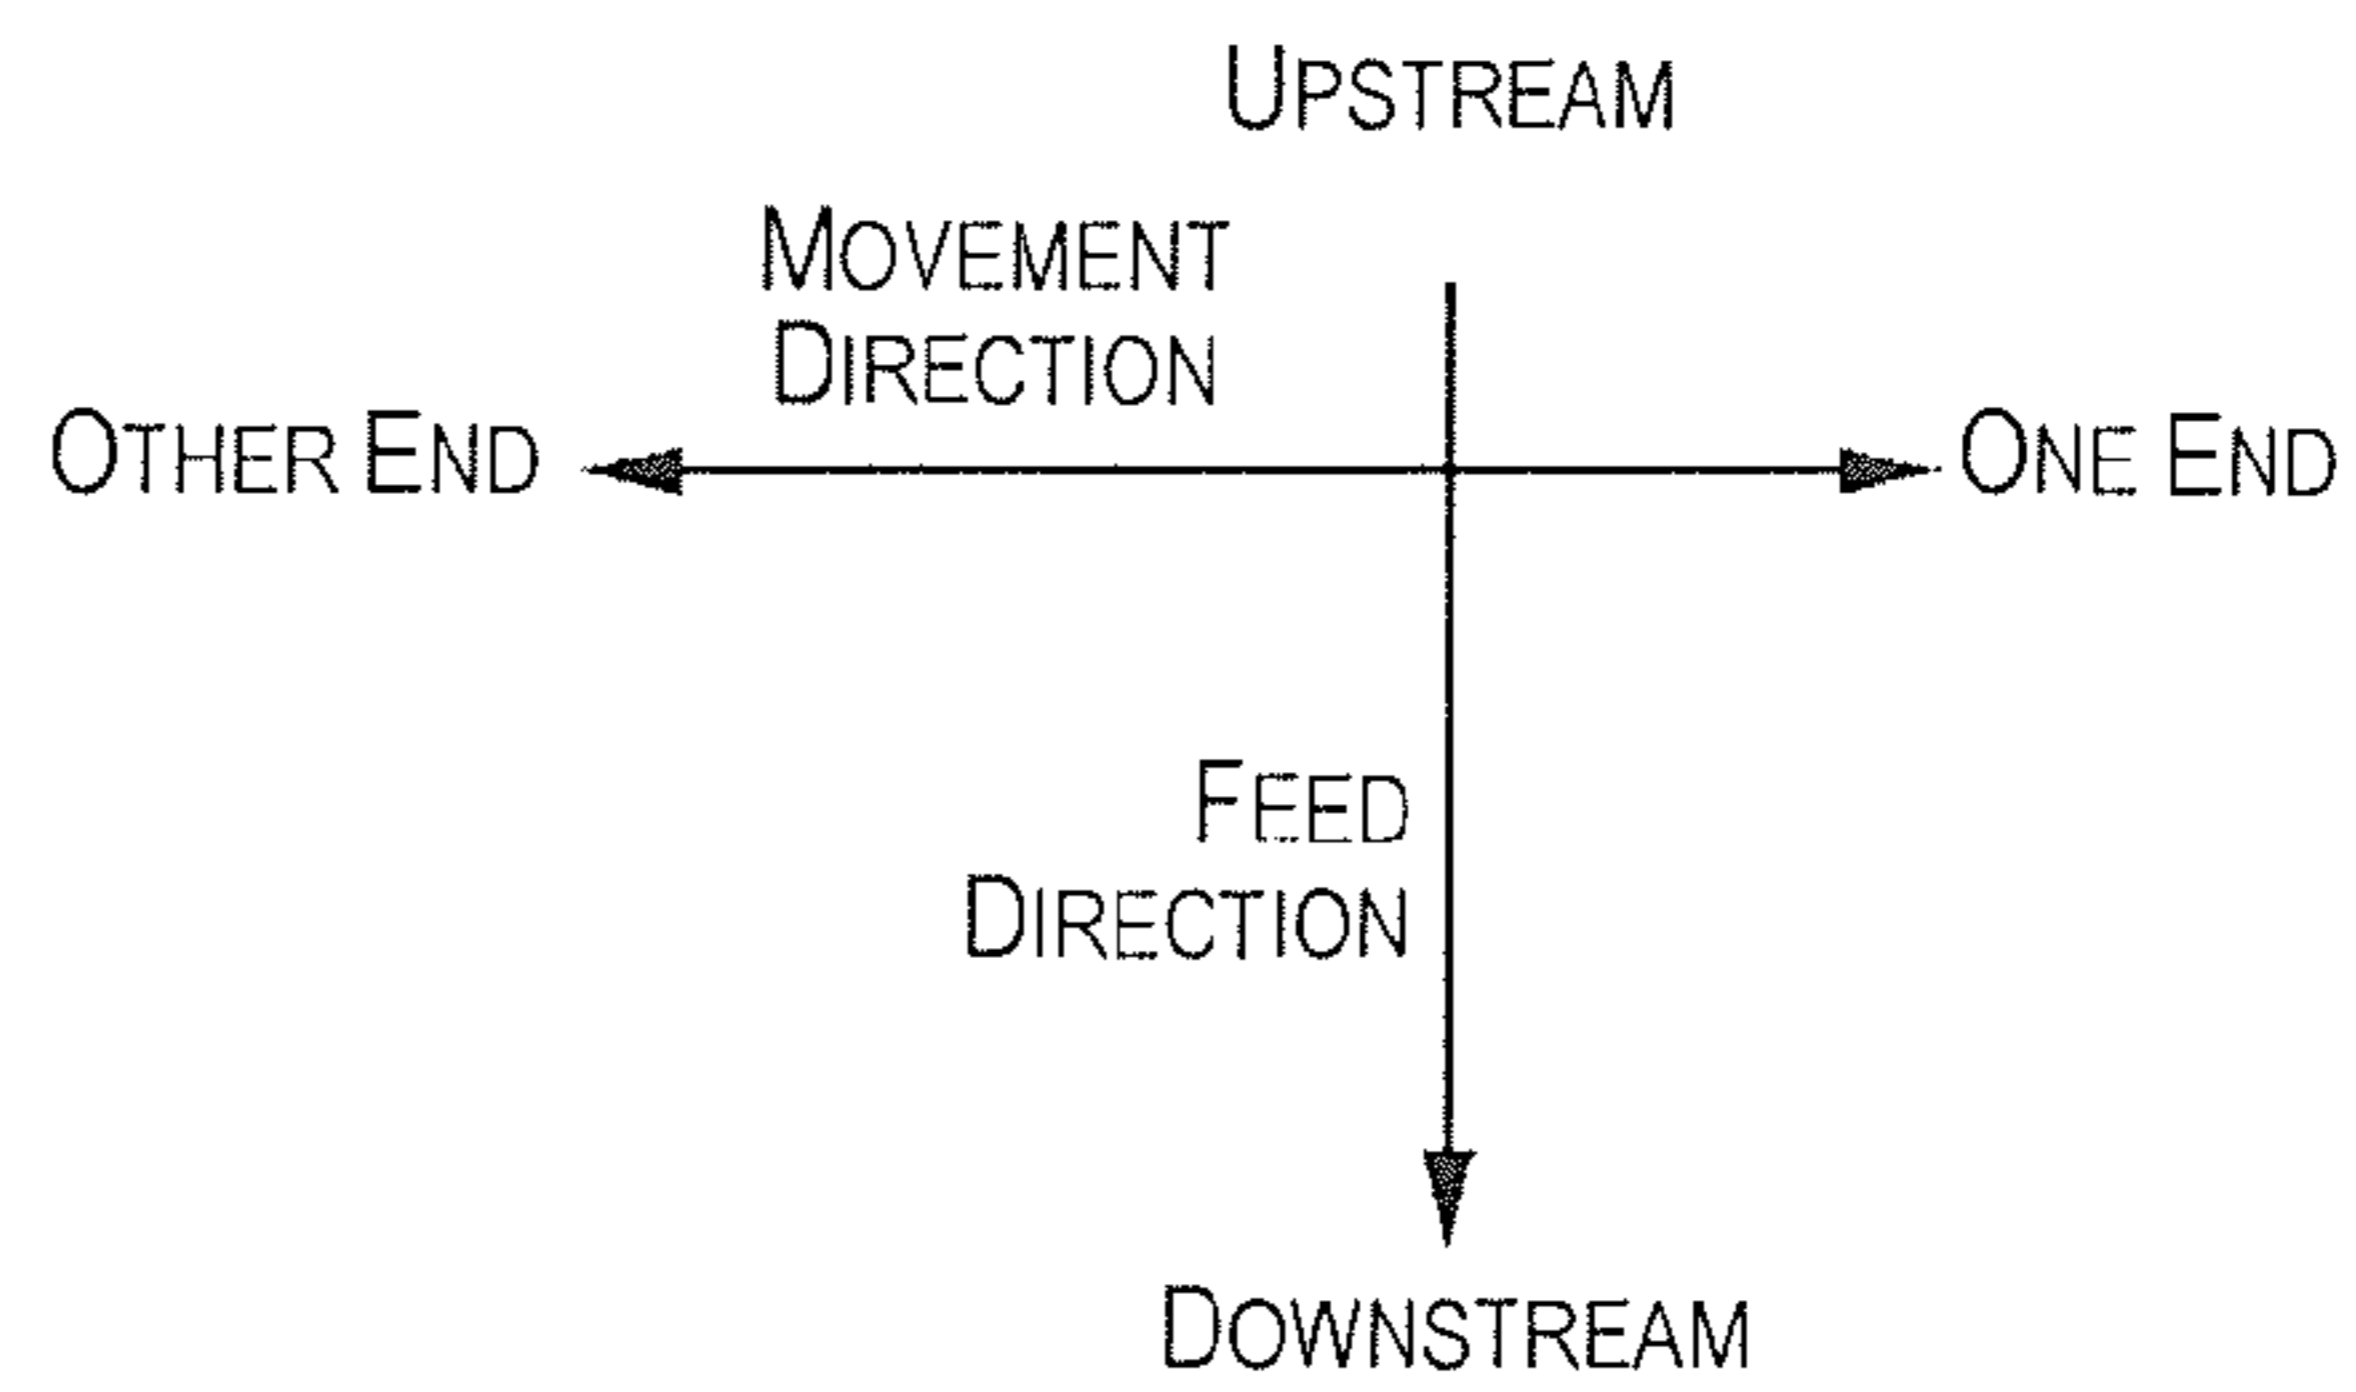 UPSTREAM
MOVEMENT
DIRECTION
OTHER END
ONE END
FEED
DIRECTION
DOWNSTREAM